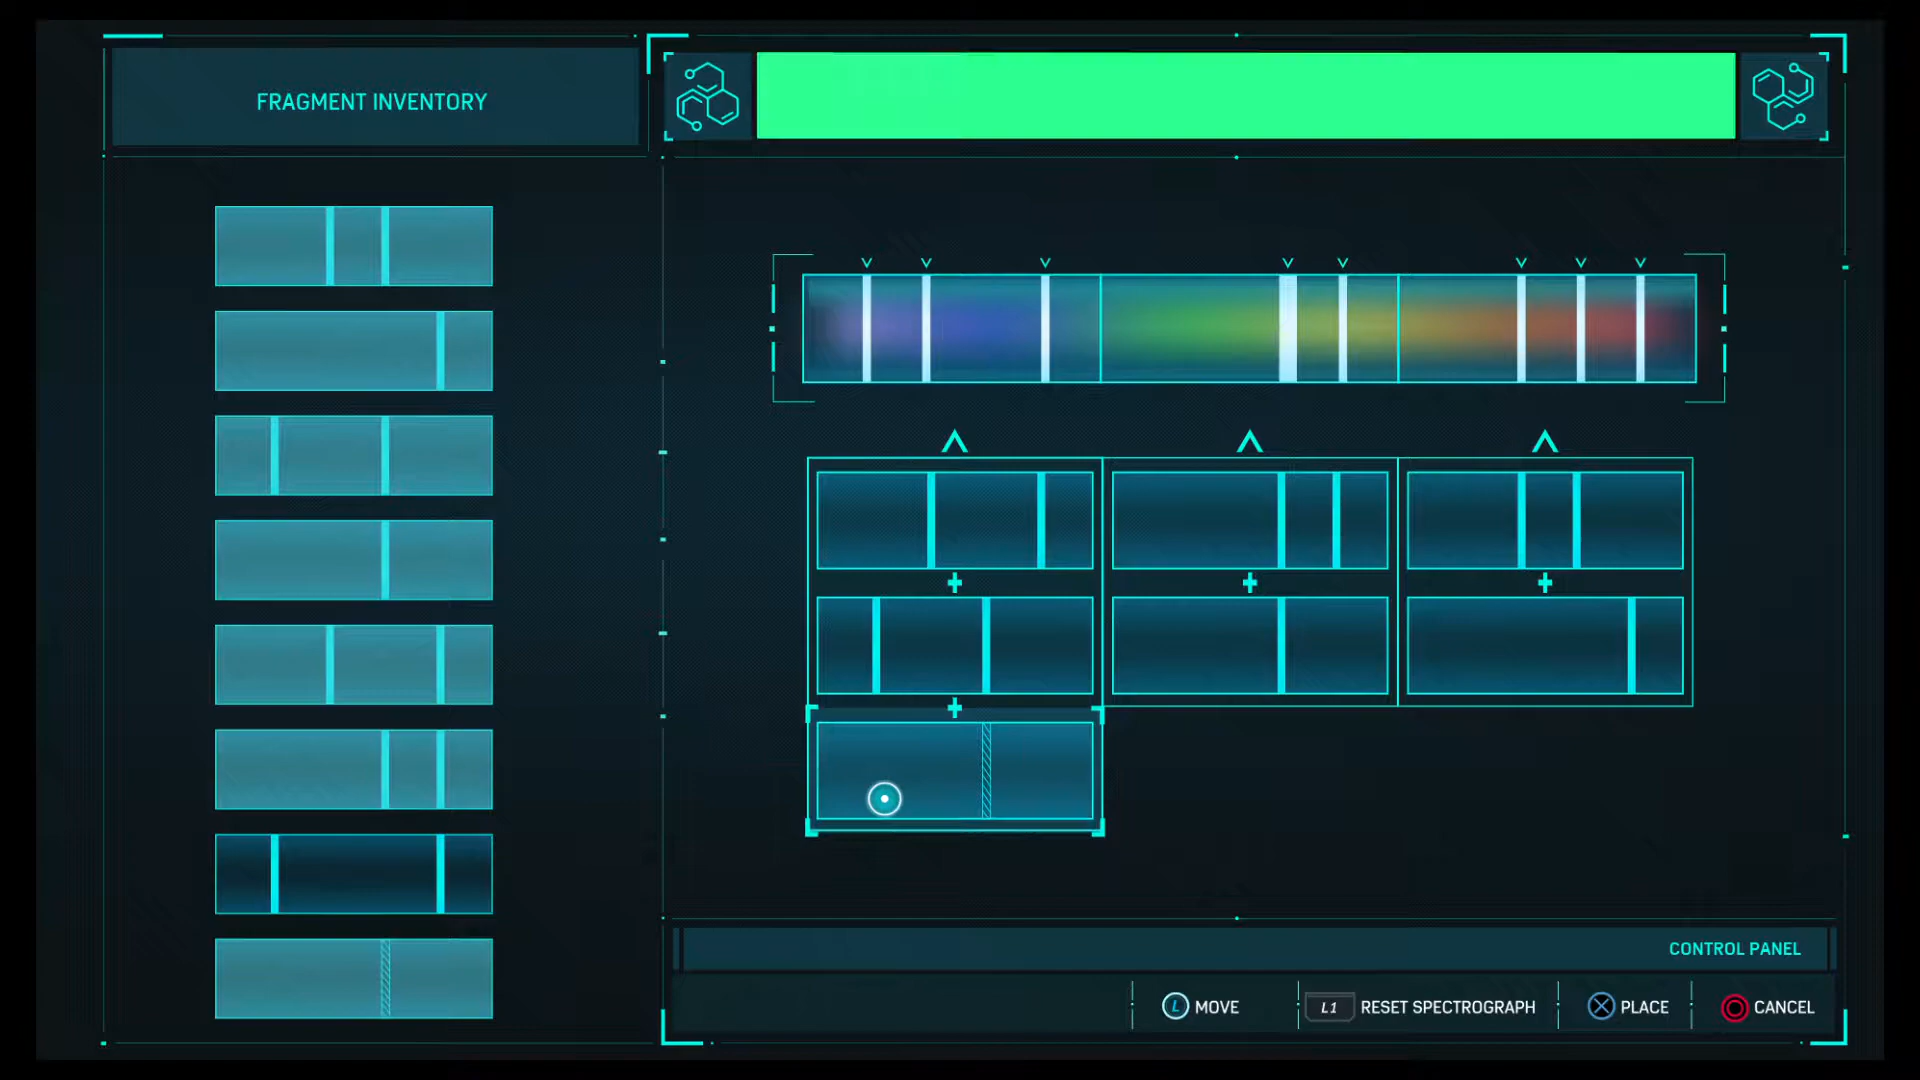 FRAGMENT INVENTORY
CONTROL PANEL
L MOVE
L1 RESET SPECTROGRAPH
PLACE
CANCEL